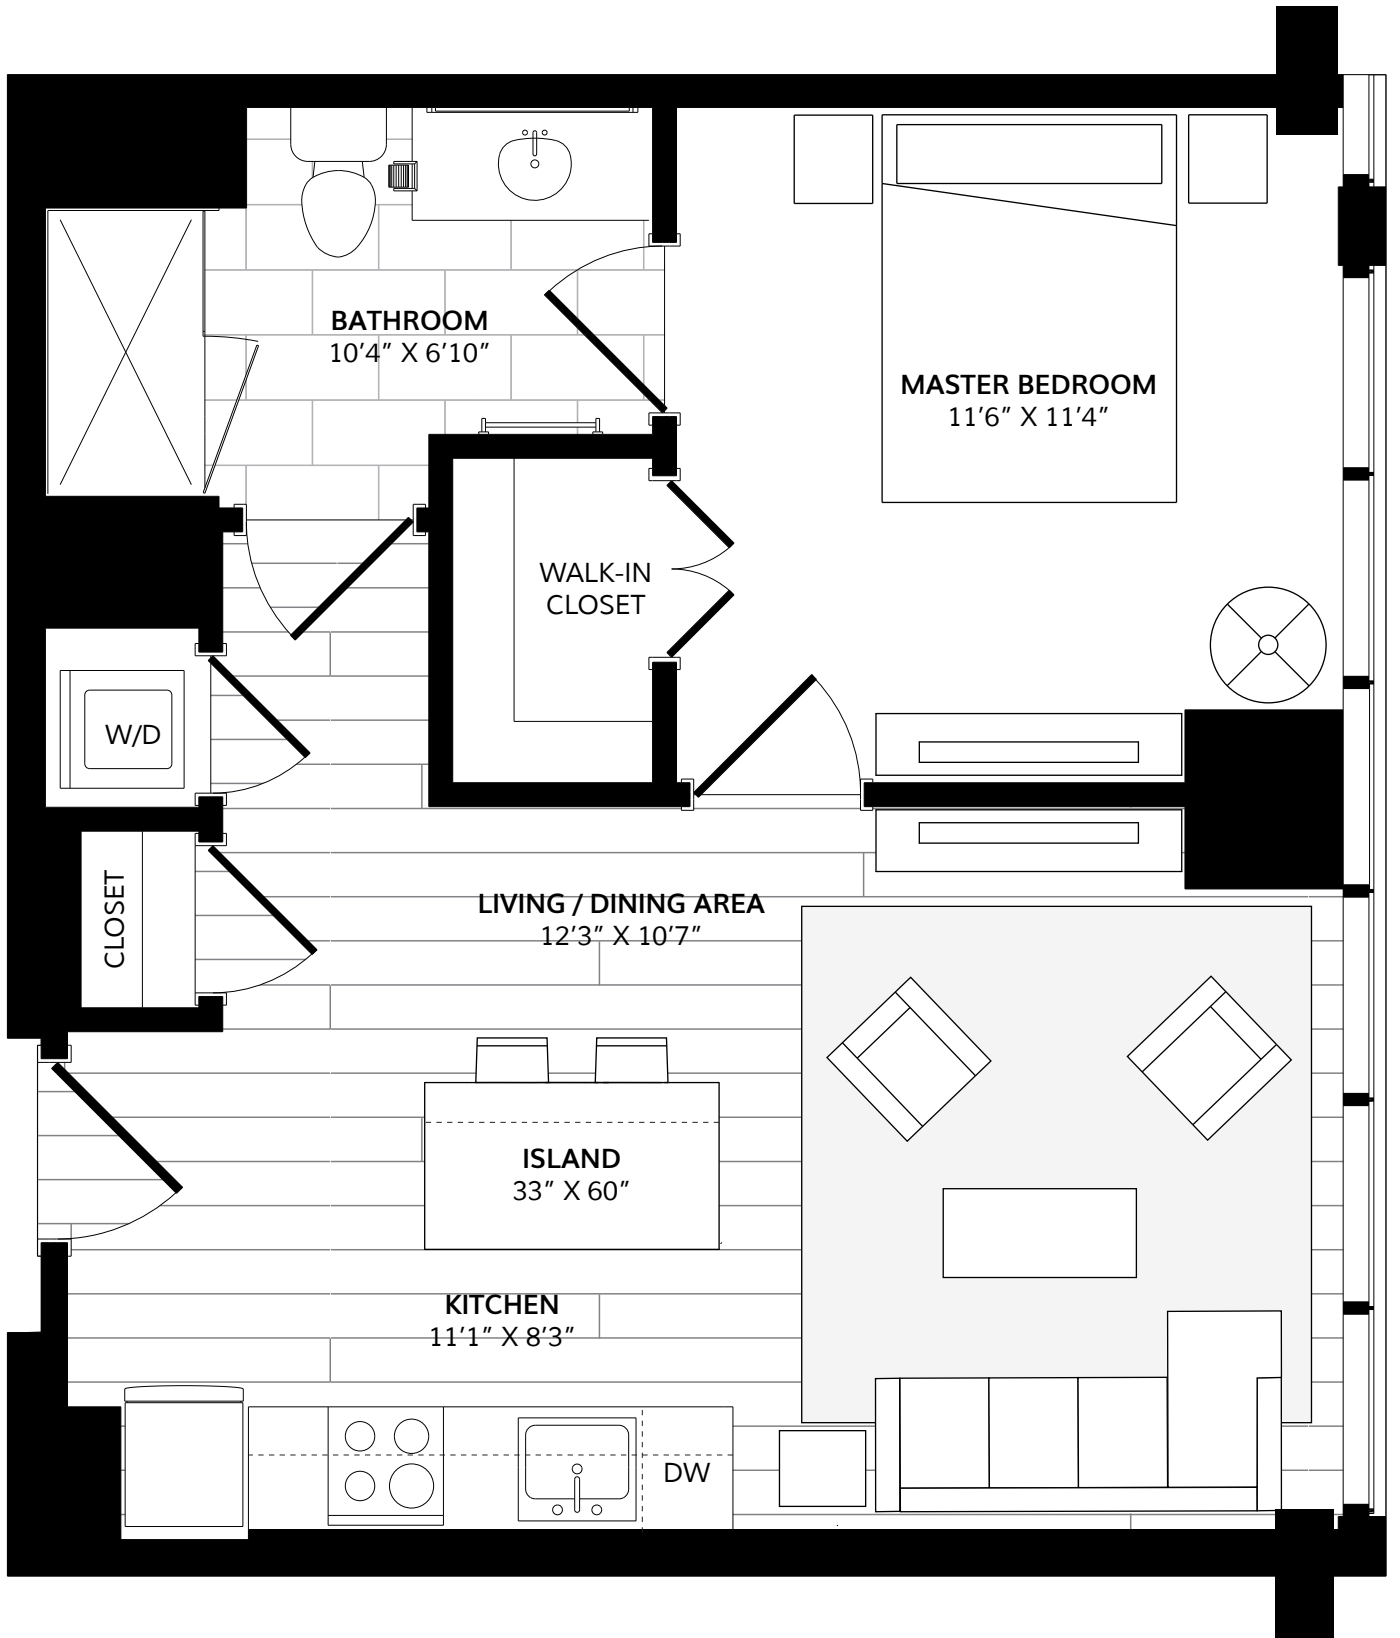 BATHROOM
10’4” X 6’10”
MASTER BEDROOM
11’6” X 11’4”
WALK-IN
CLOSET
W/D
CLOSET
LIVING / DINING AREA
12’3” X 10’7”
ISLAND
33” X 60”
KITCHEN
11’1” X 8’3”
DW